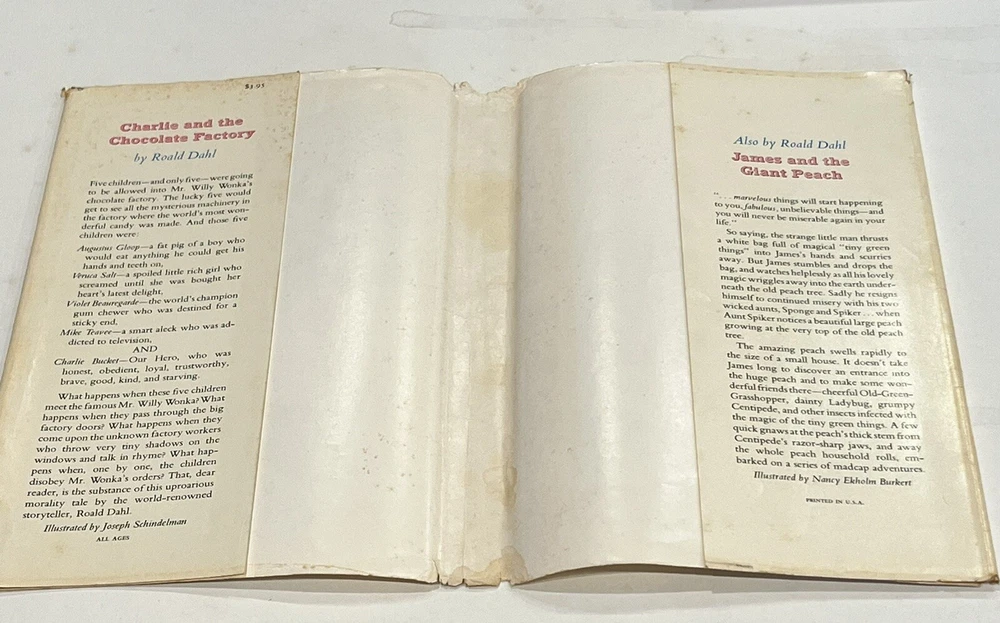 $3.95
Charlie and the
Chocolate Factory
by Roald Dahl
Five children—and only five—were going
to be allowed into Mr. Willy Wonka's
chocolate factory. The lucky five would
get to see all the mysterious machinery in
the factory where the world's most won-
derful candy was made. And those five
children were:
Augustus Gloop—a fat pig of a boy who
would eat anything he could get his
hands and teeth on,
Veruca Salt—a spoiled little rich girl who
screamed until she was bought her
heart's latest delight,
Violet Beauregarde—the world's champion
gum chewer who was destined for a
sticky end,
Mike Teavee—a smart aleck who was ad-
dicted to television,
AND
Charlie Bucket—Our Hero, who was
honest, obedient, loyal, trustworthy,
brave, good, kind, and starving.
What happens when these five children
meet the famous Mr. Willy Wonka? What
happens when they pass through the big
factory doors? What happens when they
come upon the unknown factory workers
who throw very tiny shadows on the
windows and talk in rhyme? What hap-
pens when, one by one, the children
disobey Mr. Wonka's orders? That, dear
reader, is the substance of this uproarious
morality tale by the world-renowned
storyteller, Roald Dahl.
Illustrated by Joseph Schindelman
ALL AGES
Also by Roald Dahl
James and the
Giant Peach
". . . marvelous things will start happening
to you, fabulous, unbelievable things—and
you will never be miserable again in your
life."
So saying, the strange little man thrusts
a white bag full of magical "tiny green
things" into James's hands and scurries
away. But James stumbles and drops the
bag, and watches helplessly as all his lovely
magic wriggles away into the earth under-
neath the old peach tree. Sadly he resigns
himself to continued misery with his two
wicked aunts, Sponge and Spiker . . . when
Aunt Spiker notices a beautiful large peach
growing at the very top of the old peach
tree.
The amazing peach swells rapidly to
the size of a small house. It doesn't take
James long to discover an entrance into
the huge peach and to make some won-
derful friends there—cheerful Old-Green-
Grasshopper, dainty Ladybug, grumpy
Centipede, and other insects infected with
the magic of the tiny green things. A few
quick gnaws at the peach's thick stem from
Centipede's razor-sharp jaws, and away
the whole peach household rolls, em-
barked on a series of madcap adventures.
Illustrated by Nancy Ekholm Burkert
PRINTED IN U.S.A.